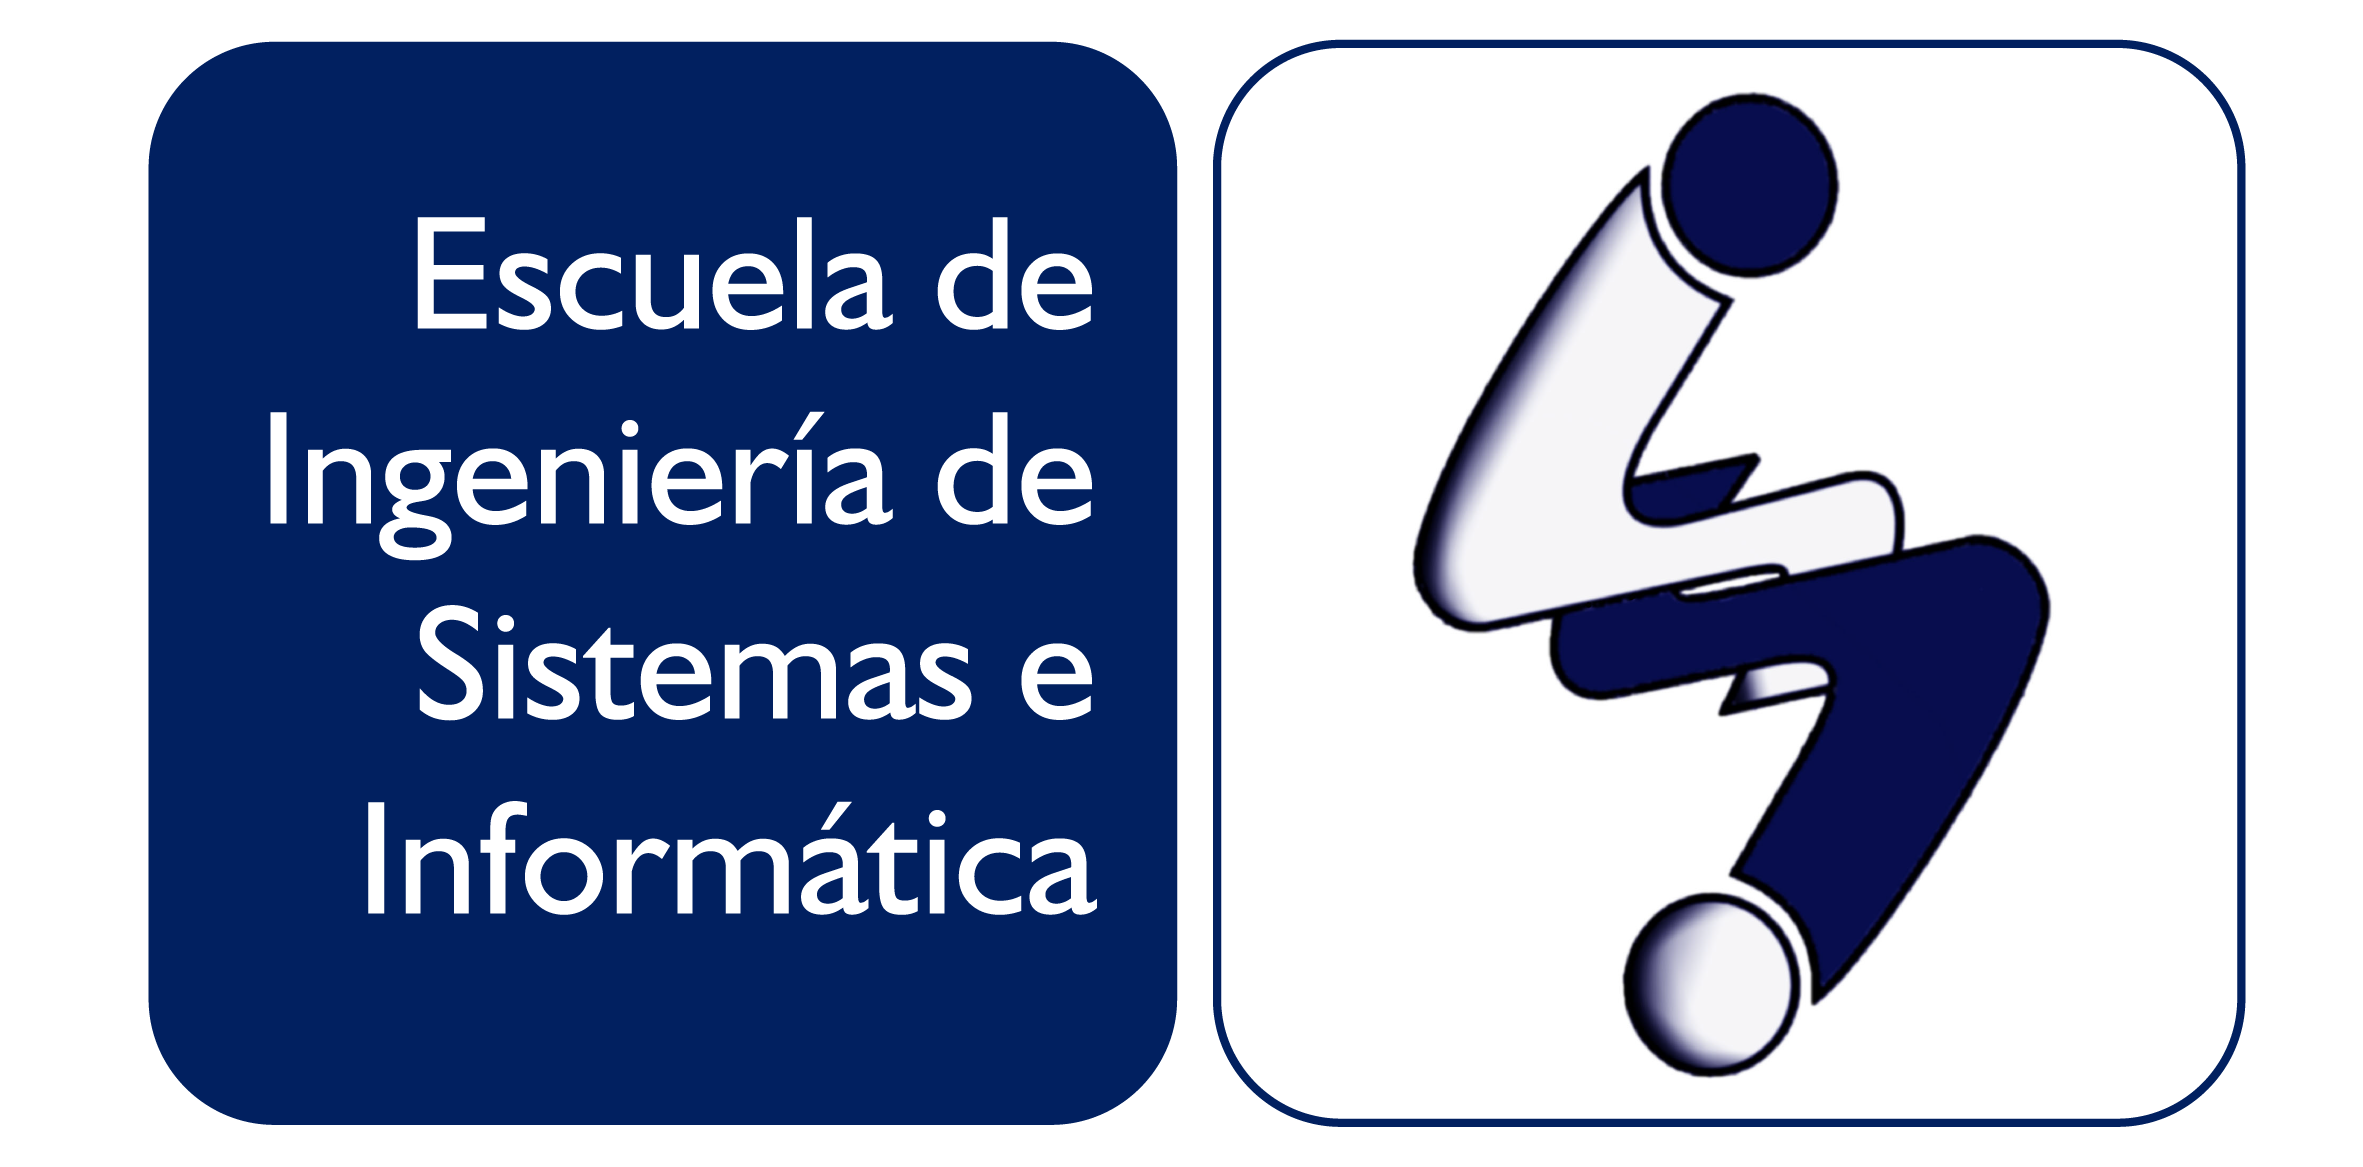 Escuela de
Ingeniería de
Sistemas e
Informática